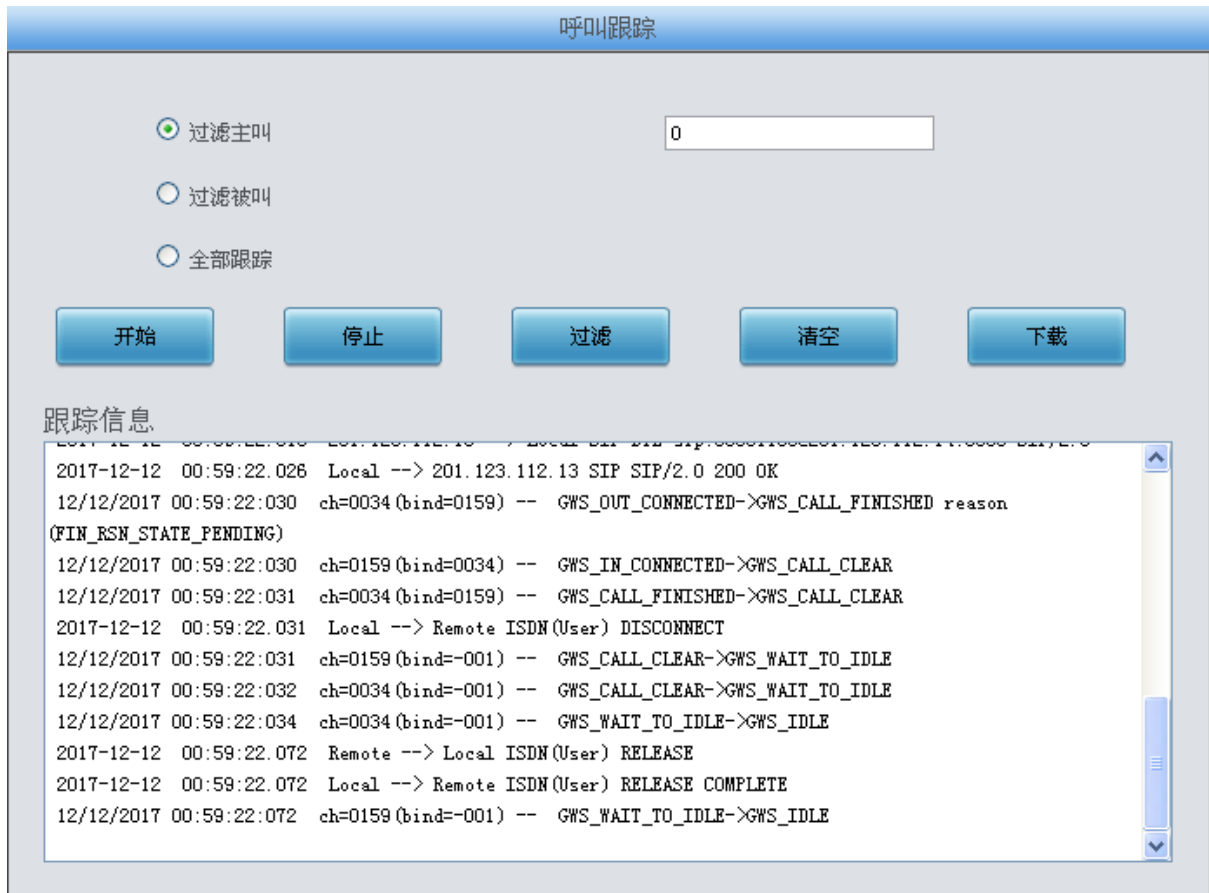 呼叫跟踪
过滤主叫
0
过滤被叫
全部跟踪
开始 停止 过滤 清空 下载
跟踪信息
2017-12-12 00:59:22.026 Local --> 201.123.112.13 SIP SIP/2.0 200 OK
12/12/2017 00:59:22:030 ch=0034(bind=0159) -- GWS_OUT_CONNECTED->GWS_CALL_FINISHED reason
(FIN_RSN_STATE_PENDING)
12/12/2017 00:59:22:030 ch=0159(bind=0034) -- GWS_IN_CONNECTED->GWS_CALL_CLEAR
12/12/2017 00:59:22:031 ch=0034(bind=0159) -- GWS_CALL_FINISHED->GWS_CALL_CLEAR
2017-12-12 00:59:22.031 Local --> Remote ISDN(User) DISCONNECT
12/12/2017 00:59:22:031 ch=0159(bind=-001) -- GWS_CALL_CLEAR->GWS_WAIT_TO_IDLE
12/12/2017 00:59:22:032 ch=0034(bind=-001) -- GWS_CALL_CLEAR->GWS_WAIT_TO_IDLE
12/12/2017 00:59:22:034 ch=0034(bind=-001) -- GWS_WAIT_TO_IDLE->GWS_IDLE
2017-12-12 00:59:22.072 Remote --> Local ISDN(User) RELEASE
2017-12-12 00:59:22.072 Local --> Remote ISDN(User) RELEASE COMPLETE
12/12/2017 00:59:22:072 ch=0159(bind=-001) -- GWS_WAIT_TO_IDLE->GWS_IDLE